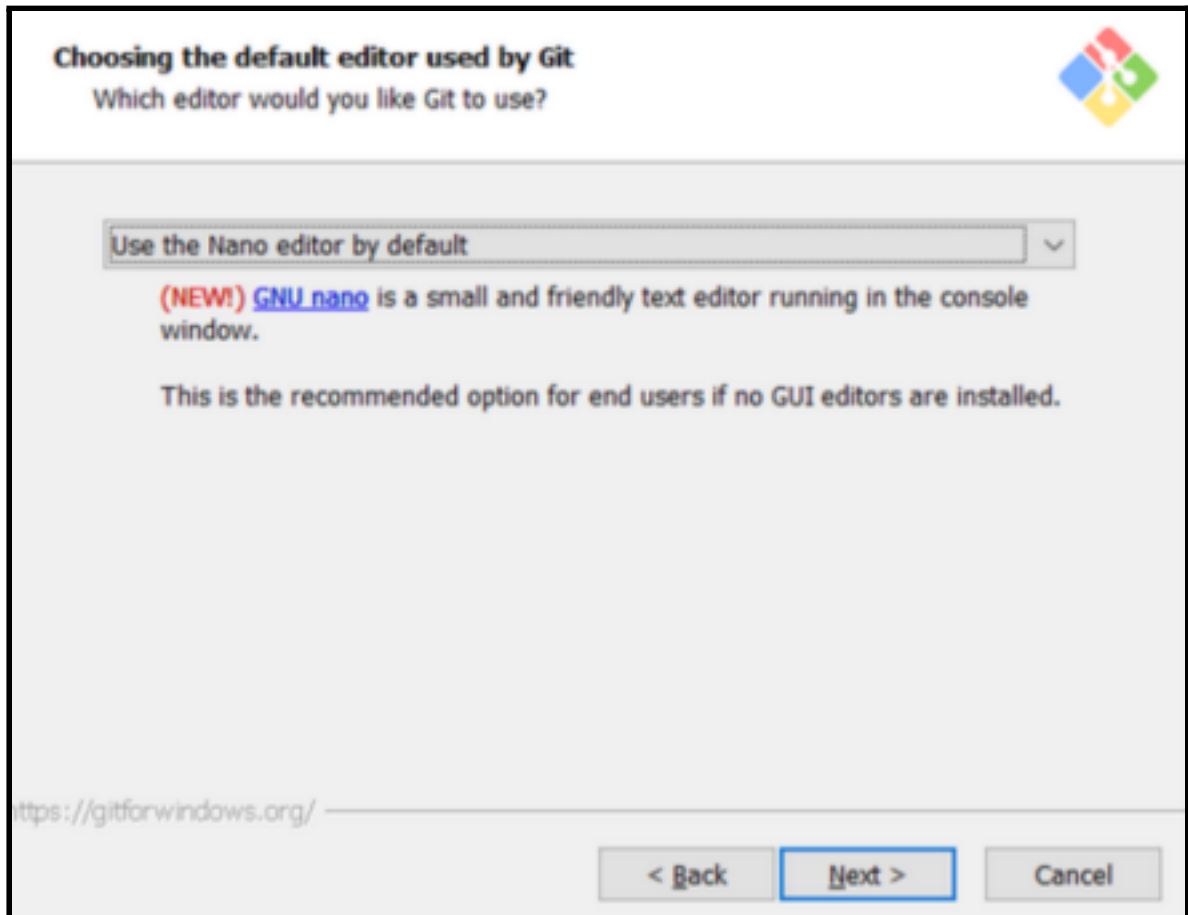 Choosing the default editor used by Git
Which editor would you like Git to use?
Use the Nano editor by default
(NEW!) GNU nano is a small and friendly text editor running in the console
window.
This is the recommended option for end users if no GUI editors are installed.
ttps://gitforwindows.org/
< Back Next > Cancel